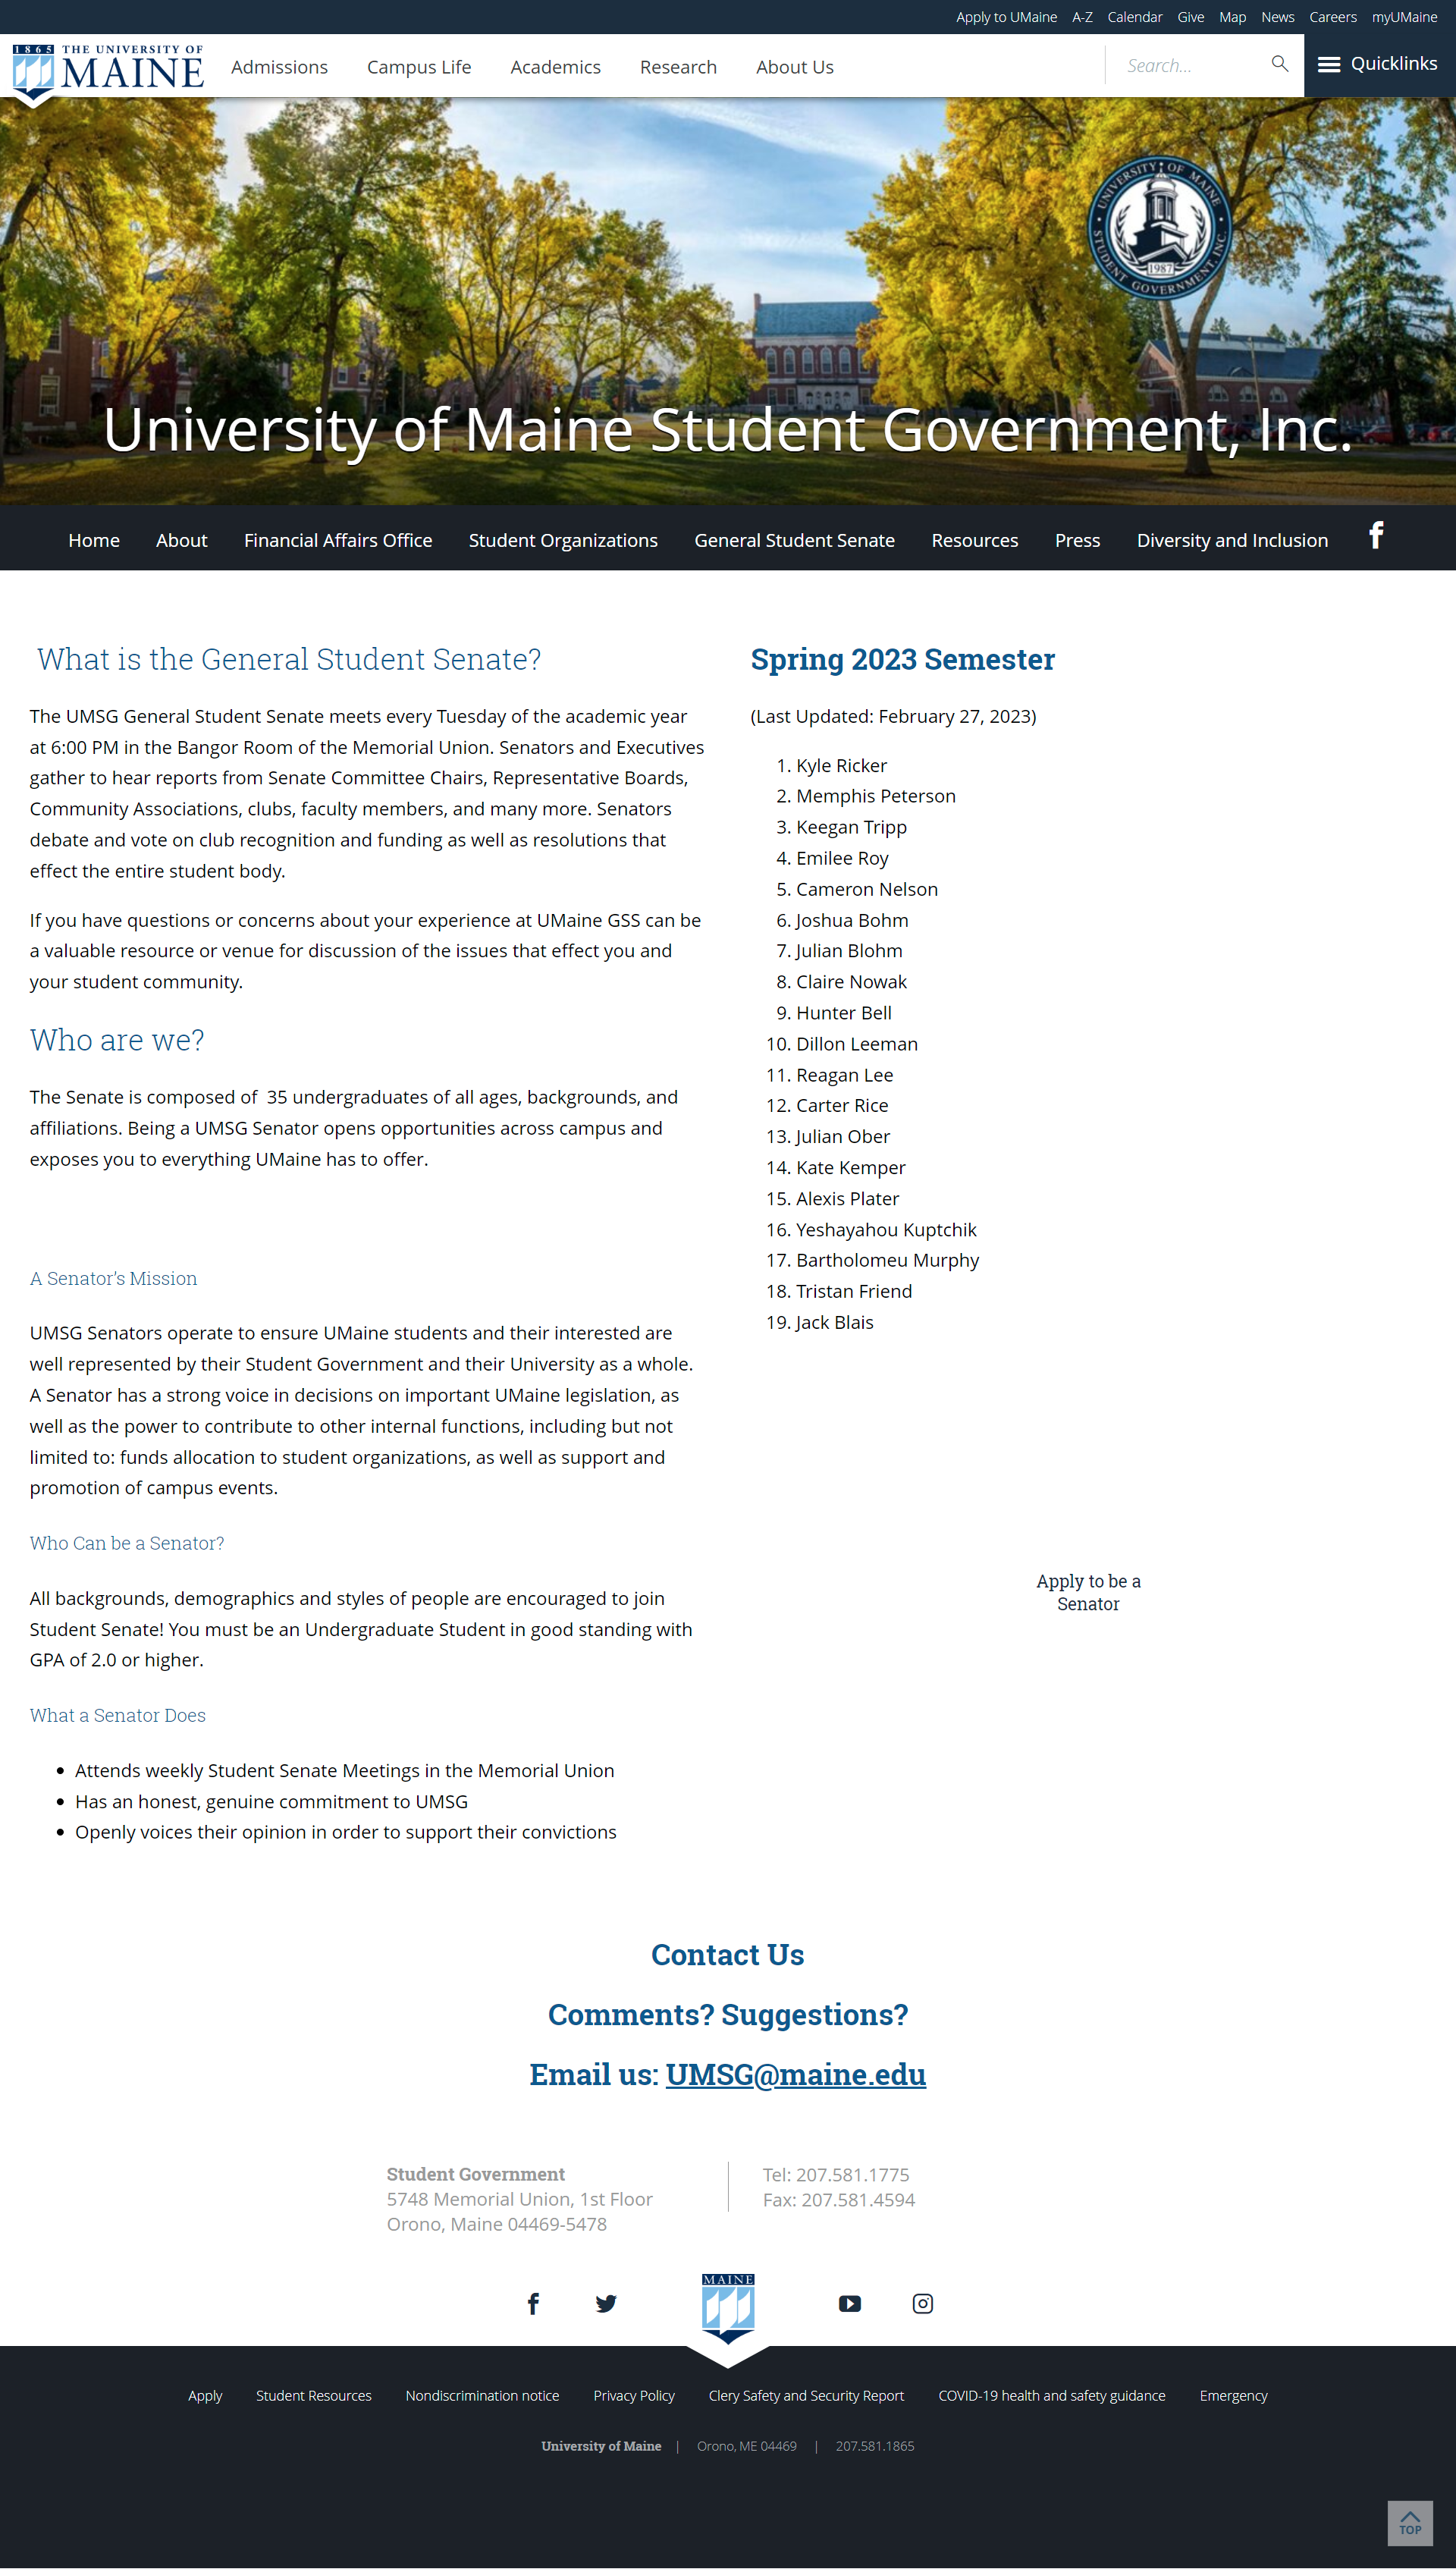 Apply to UMaine A-Z Calendar Give Map News Careers myUMaine
1865 THE UNIVERSITY OF
MAINE
Admissions Campus Life Academics Research About Us
Search...
Quicklinks
UNIVERSITY OF MAINE
1987
STUDENT GOVERNMENT, INC.
University of Maine Student Government, Inc.
Home About Financial Affairs Office Student Organizations General Student Senate Resources Press Diversity and Inclusion
What is the General Student Senate?
The UMSG General Student Senate meets every Tuesday of the academic year
at 6:00 PM in the Bangor Room of the Memorial Union. Senators and Executives
gather to hear reports from Senate Committee Chairs, Representative Boards,
Community Associations, clubs, faculty members, and many more. Senators
debate and vote on club recognition and funding as well as resolutions that
effect the entire student body.
If you have questions or concerns about your experience at UMaine GSS can be
a valuable resource or venue for discussion of the issues that effect you and
your student community.
Who are we?
The Senate is composed of  35 undergraduates of all ages, backgrounds, and
affiliations. Being a UMSG Senator opens opportunities across campus and
exposes you to everything UMaine has to offer.
A Senator’s Mission
UMSG Senators operate to ensure UMaine students and their interested are
well represented by their Student Government and their University as a whole.
A Senator has a strong voice in decisions on important UMaine legislation, as
well as the power to contribute to other internal functions, including but not
limited to: funds allocation to student organizations, as well as support and
promotion of campus events.
Who Can be a Senator?
All backgrounds, demographics and styles of people are encouraged to join
Student Senate! You must be an Undergraduate Student in good standing with
GPA of 2.0 or higher.
What a Senator Does
• Attends weekly Student Senate Meetings in the Memorial Union
• Has an honest, genuine commitment to UMSG
• Openly voices their opinion in order to support their convictions
Spring 2023 Semester
(Last Updated: February 27, 2023)
1. Kyle Ricker
2. Memphis Peterson
3. Keegan Tripp
4. Emilee Roy
5. Cameron Nelson
6. Joshua Bohm
7. Julian Blohm
8. Claire Nowak
9. Hunter Bell
10. Dillon Leeman
11. Reagan Lee
12. Carter Rice
13. Julian Ober
14. Kate Kemper
15. Alexis Plater
16. Yeshayahou Kuptchik
17. Bartholomeu Murphy
18. Tristan Friend
19. Jack Blais
Apply to be a
Senator
Contact Us
Comments? Suggestions?
Email us: UMSG@maine.edu
Student Government
5748 Memorial Union, 1st Floor
Orono, Maine 04469-5478
Tel: 207.581.1775
Fax: 207.581.4594
MAINE
Apply Student Resources Nondiscrimination notice Privacy Policy Clery Safety and Security Report COVID-19 health and safety guidance Emergency
University of Maine | Orono, ME 04469 | 207.581.1865
TOP